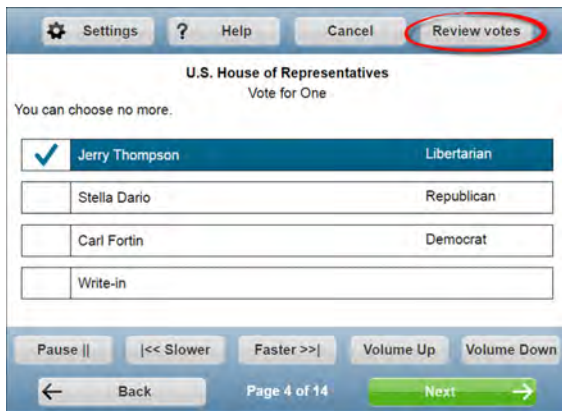 Settings ? Help Cancel Review votes
U.S. House of Representatives
Vote for One
You can choose no more.
Jerry Thompson Libertarian
Stella Dario Republican
Carl Fortin Democrat
Write-in
Pause || |<< Slower Faster >>| Volume Up Volume Down
Back Page 4 of 14 Next